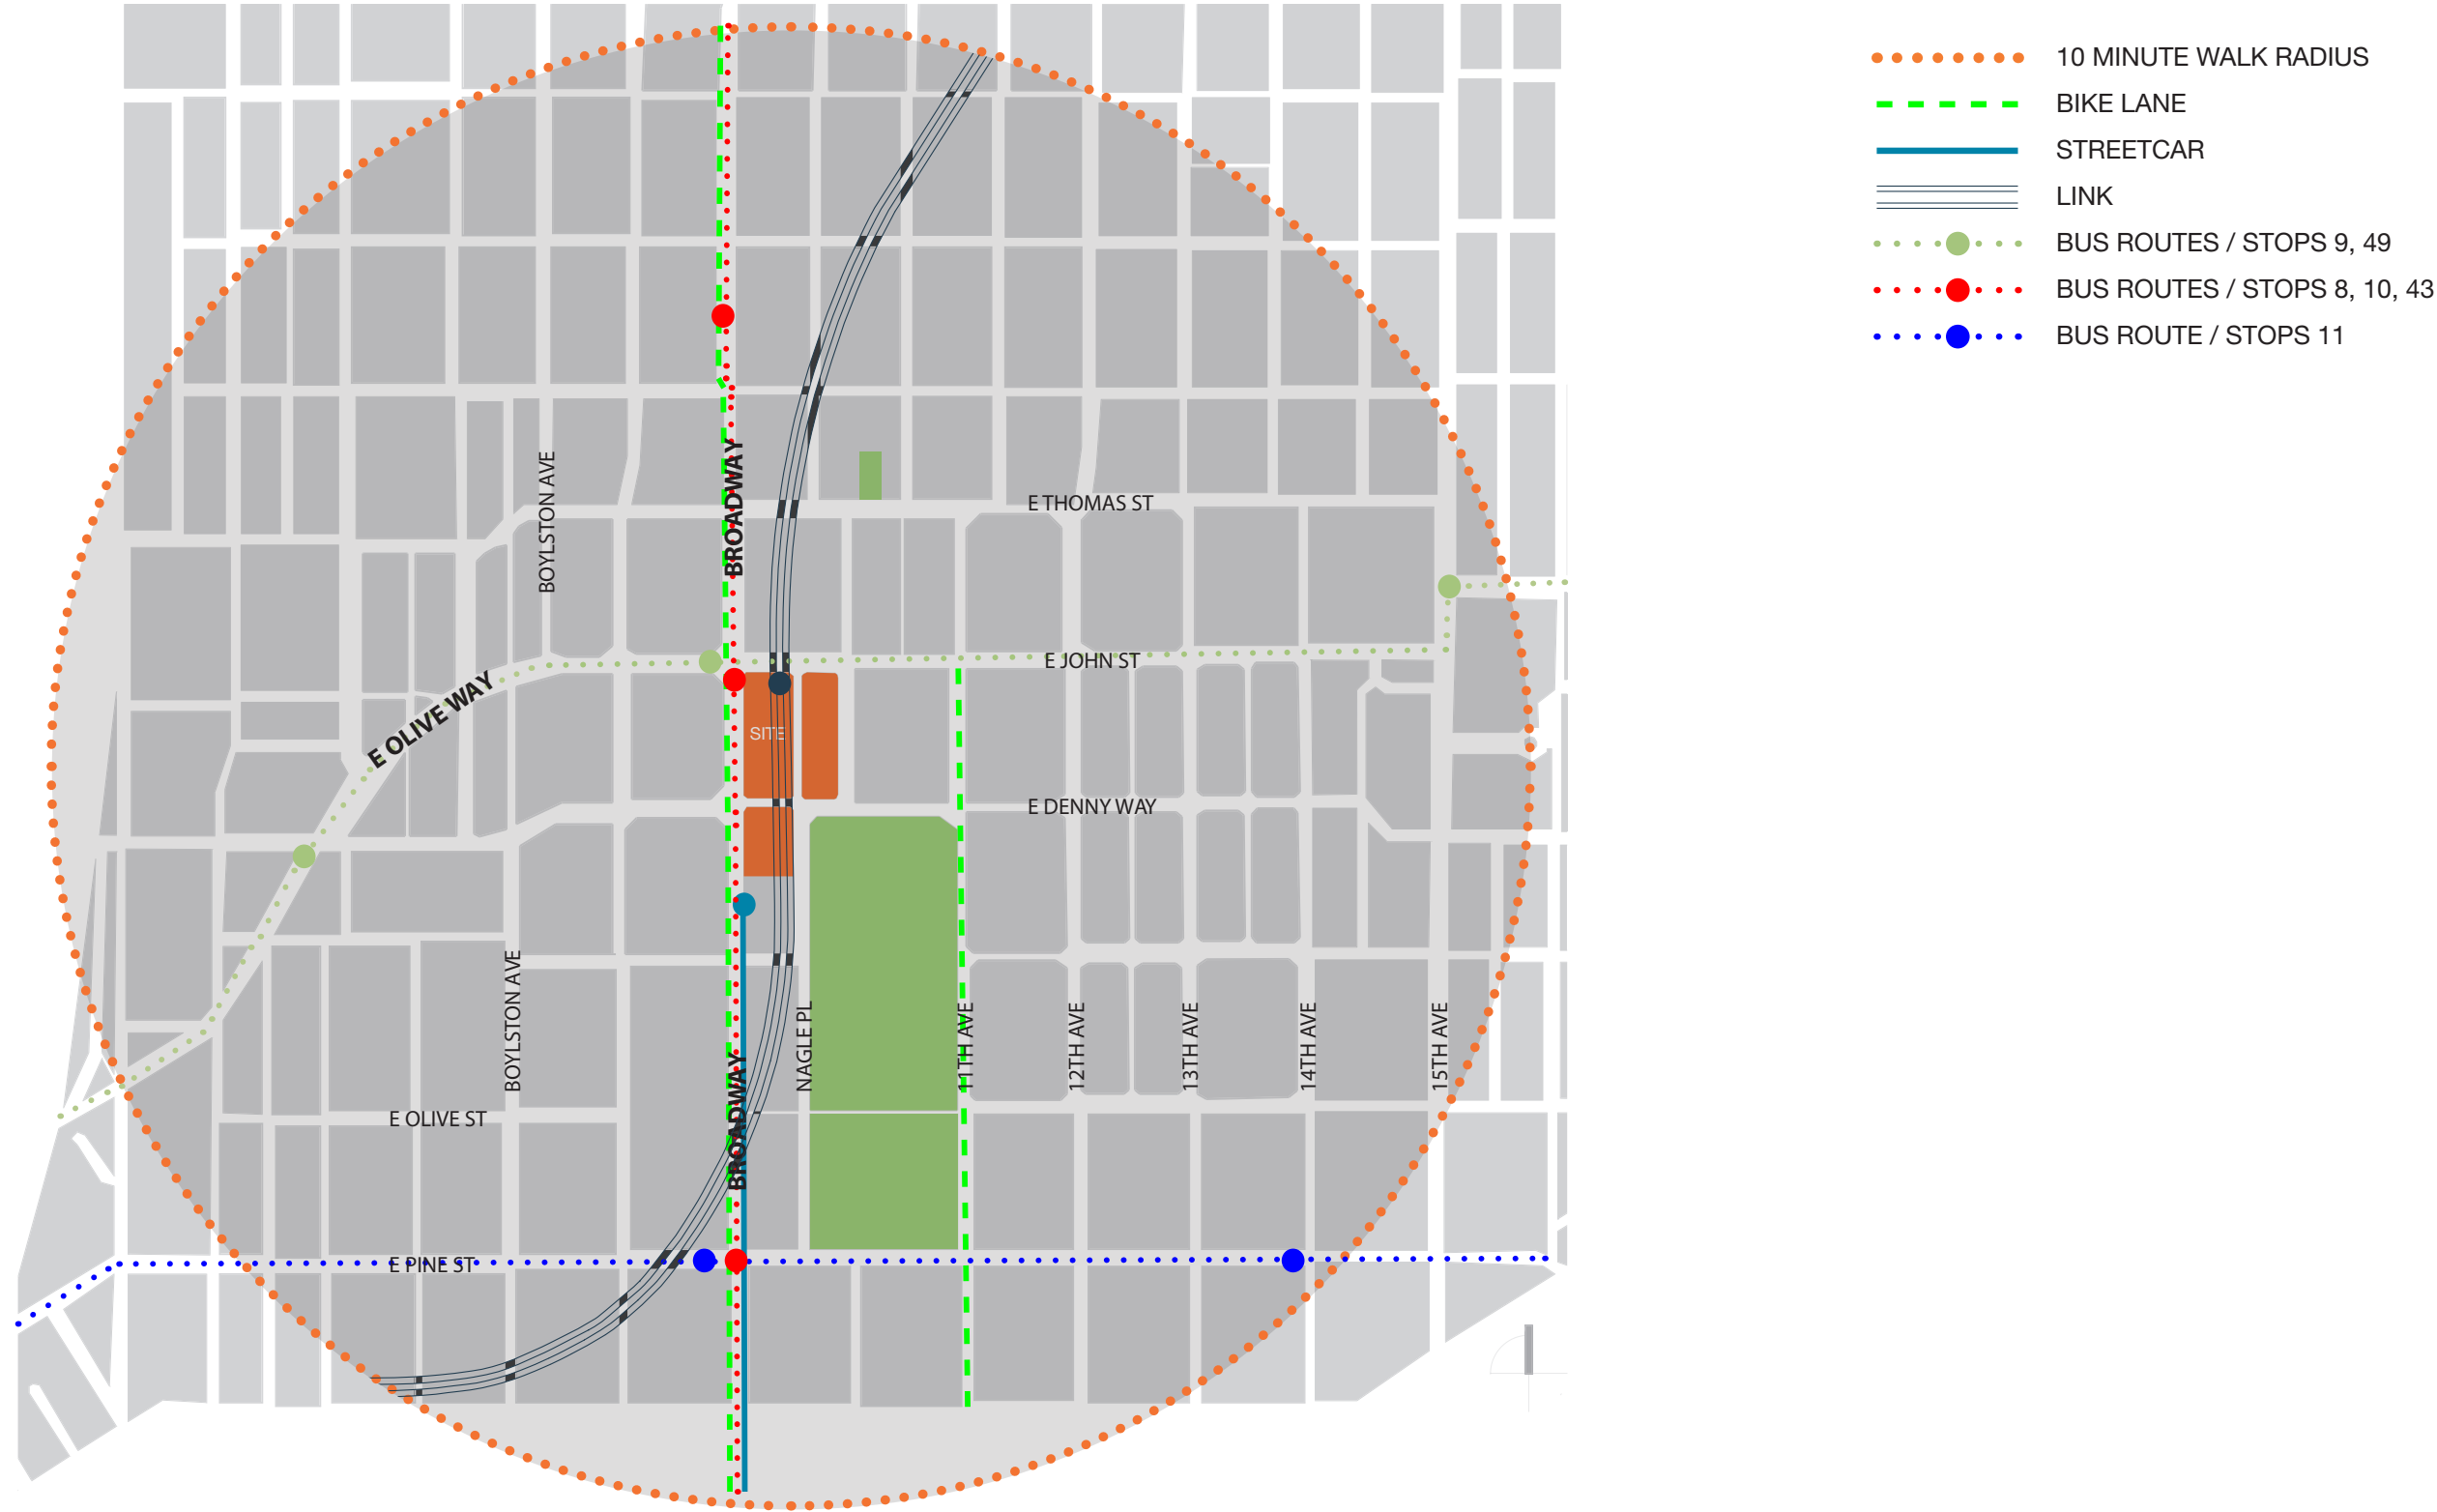 10 MINUTE WALK RADIUS
BIKE LANE
STREETCAR
LINK
BUS ROUTES / STOPS 9, 49
BUS ROUTES / STOPS 8, 10, 43
BUS ROUTE / STOPS 11
BOYLSTON AVE
BROADWAY
E THOMAS ST
E JOHN ST
E OLIVE WAY
SITE
E DENNY WAY
BOYLSTON AVE
BROADWAY
NAGLE PL
11TH AVE
12TH AVE
13TH AVE
14TH AVE
15TH AVE
E OLIVE ST
E PINE ST